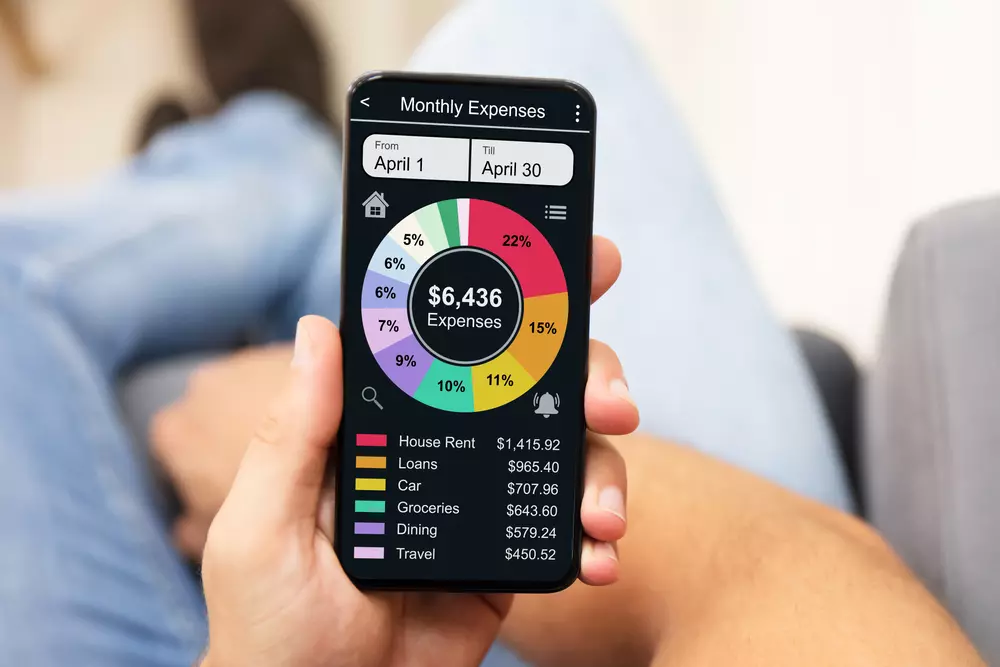 < Monthly Expenses
From
April 1
Till
April 30
22%
15%
11%
10%
9%
7%
6%
6%
5%
$6,436
Expenses
House Rent $1,415.92
Loans $965.40
Car $707.96
Groceries $643.60
Dining $579.24
Travel $450.52